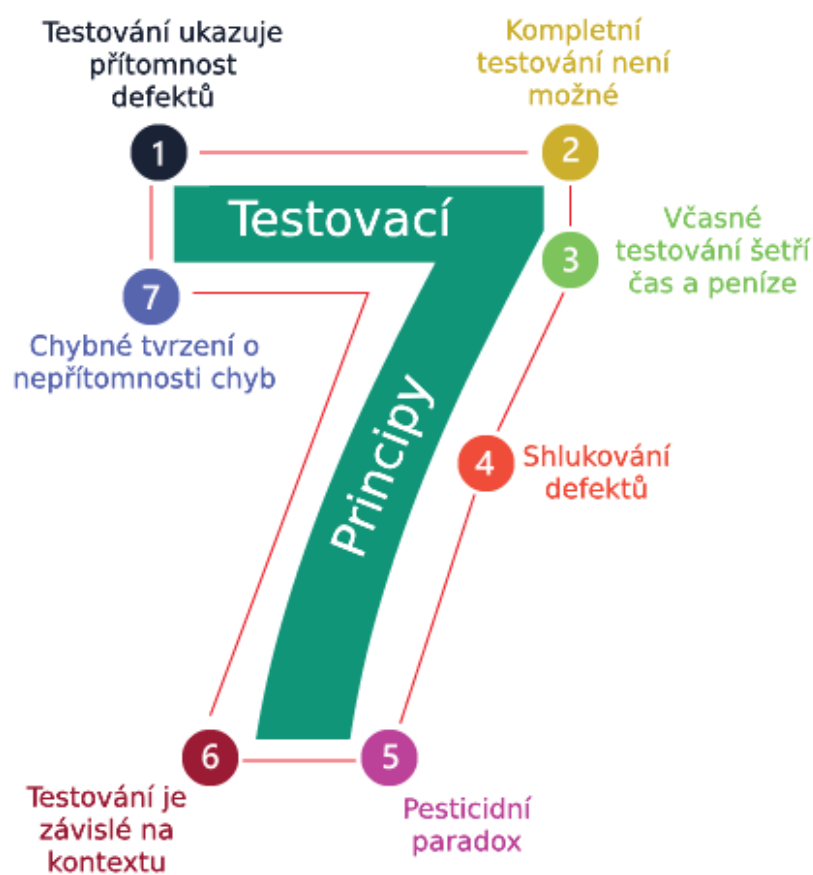 Testování ukazuje
přítomnost
defektů
1
Kompletní
testování není
možné
2
Testovací
Principy
Včasné
testování šetří
čas a peníze
3
Shlukování
defektů
4
Pesticidní
paradox
5
Testování je
závislé na
kontextu
6
Chybné tvrzení o
nepřítomnosti chyb
7